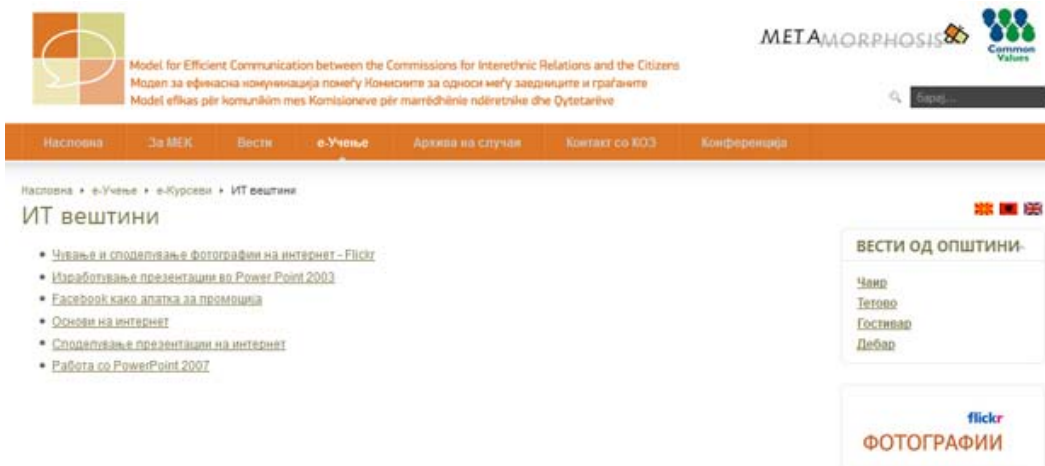 METAMORPHOSIS
Common
Values
Model for Efficient Communication between the Commissions for Interethnic Relations and the Citizens
Модел за ефикасна комуникација помеѓу Комисиите за односи меѓу заедниците и граѓаните
Model efikas për komunikim mes Komisioneve për marrëdhënie ndëretnike dhe Qytetarëve
барај...
Насловна За МЕК Вести е-Учење Архива на случаи Контакт со КОЗ Конференција
Насловна е-Учење е-Курсеви ИТ вештини
ИТ вештини
Чување и споделување фотографии на интернет - Flickr
Изработување презентации во Power Point 2003
Facebook како алатка за промоција
Основи на интернет
Споделување презентации на интернет
Работа со PowerPoint 2007
ВЕСТИ ОД ОПШТИНИ
Чаир
Тетово
Гостивар
Дебар
flickr
ФОТОГРАФИИ